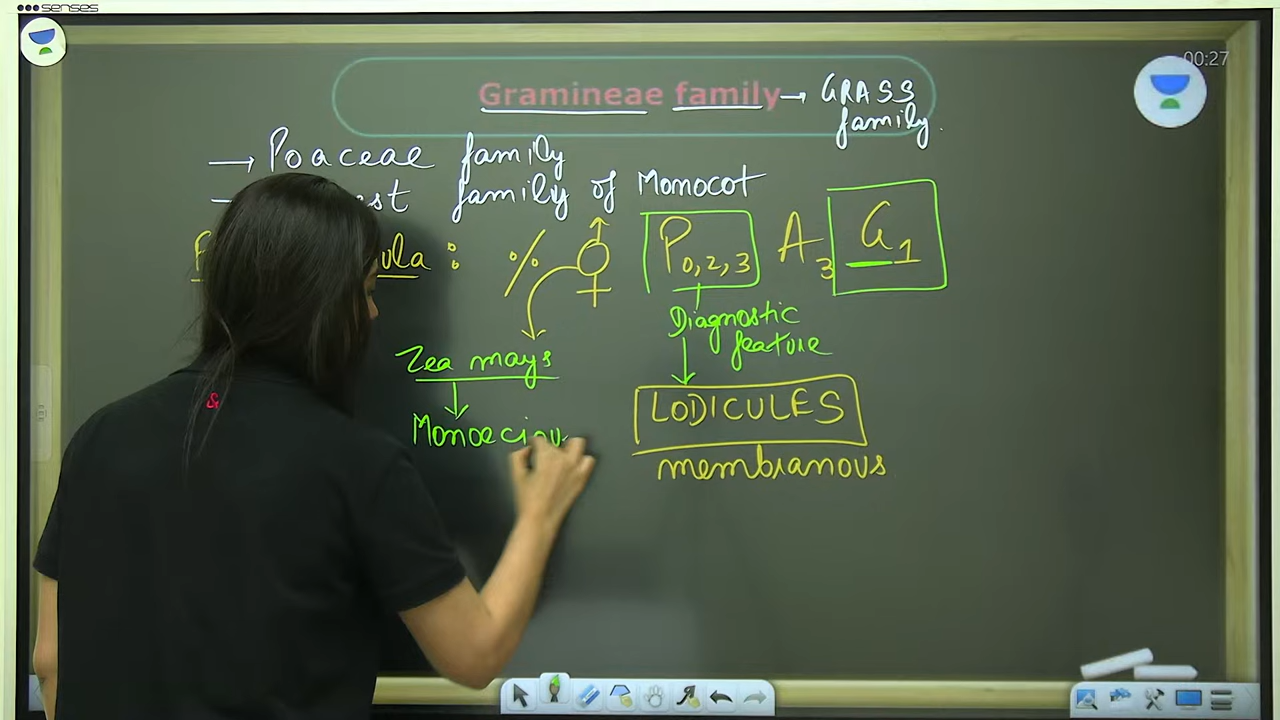 senses
00:27
Gramineae family → GRASS
family.
→ Poaceae family
family of Monocot
: % ⚥ P0,2,3 A3 G1
Diagnostic
feature
Zea mays
LODICULES
Monoeciou
membranous